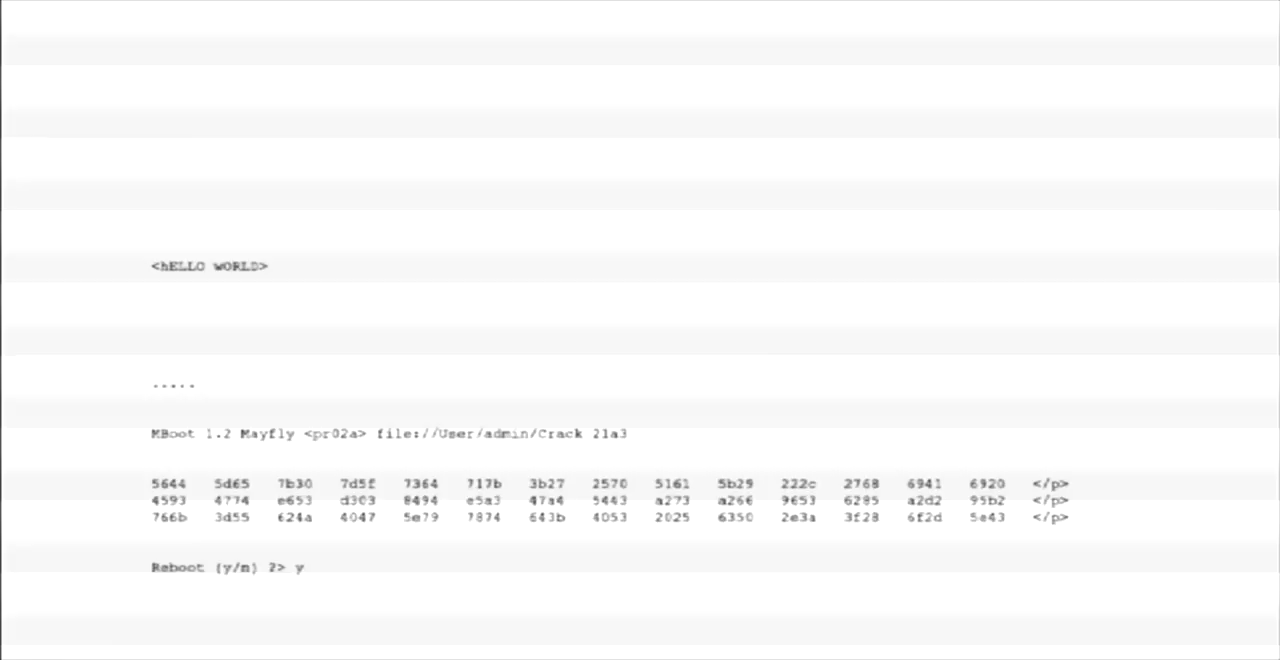 <hELLO wORLD>
.....
MBoot 1.2 Mayfly <pr02a> file://User/admin/Crack 21a3
5644 5d65 7b30 7d5f 7364 717b 3b27 2570 5161 5b29 222c 2768 6941 6920 </p>
4593 4774 e653 d303 8494 e5a3 47a4 5443 a273 a266 9653 6285 a2d2 95b2 </p>
766b 3d55 624a 4047 5e79 7874 643b 4053 2025 6350 2e3a 3f28 6f2d 5e43 </p>
Reboot (y/n) ?> y